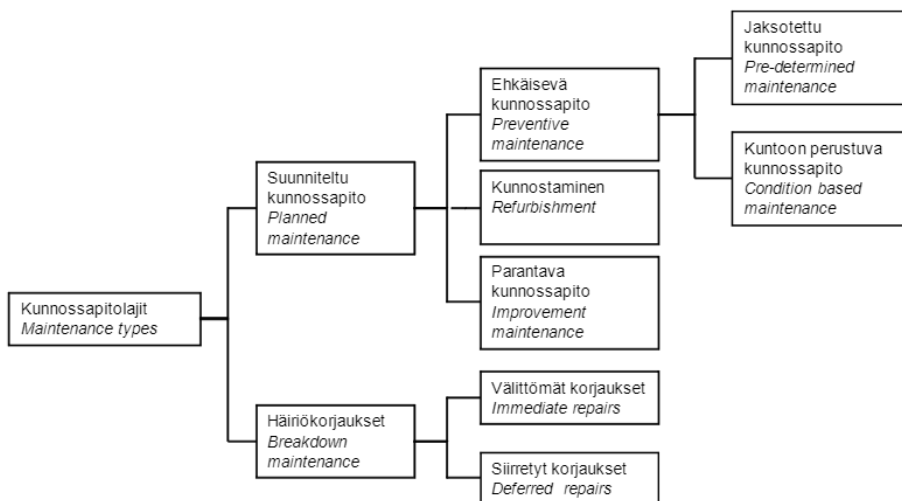 Kunnossapitolajit
Maintenance types
Suunniteltu
kunnossapito
Planned
maintenance
Häiriökorjaukset
Breakdown
maintenance
Ehkäisevä
kunnossapito
Preventive
maintenance
Kunnostaminen
Refurbishment
Parantava
kunnossapito
Improvement
maintenance
Välittömät korjaukset
Immediate repairs
Siirretyt korjaukset
Deferred repairs
Jaksotettu
kunnossapito
Pre-determined
maintenance
Kuntoon perustuva
kunnossapito
Condition based
maintenance